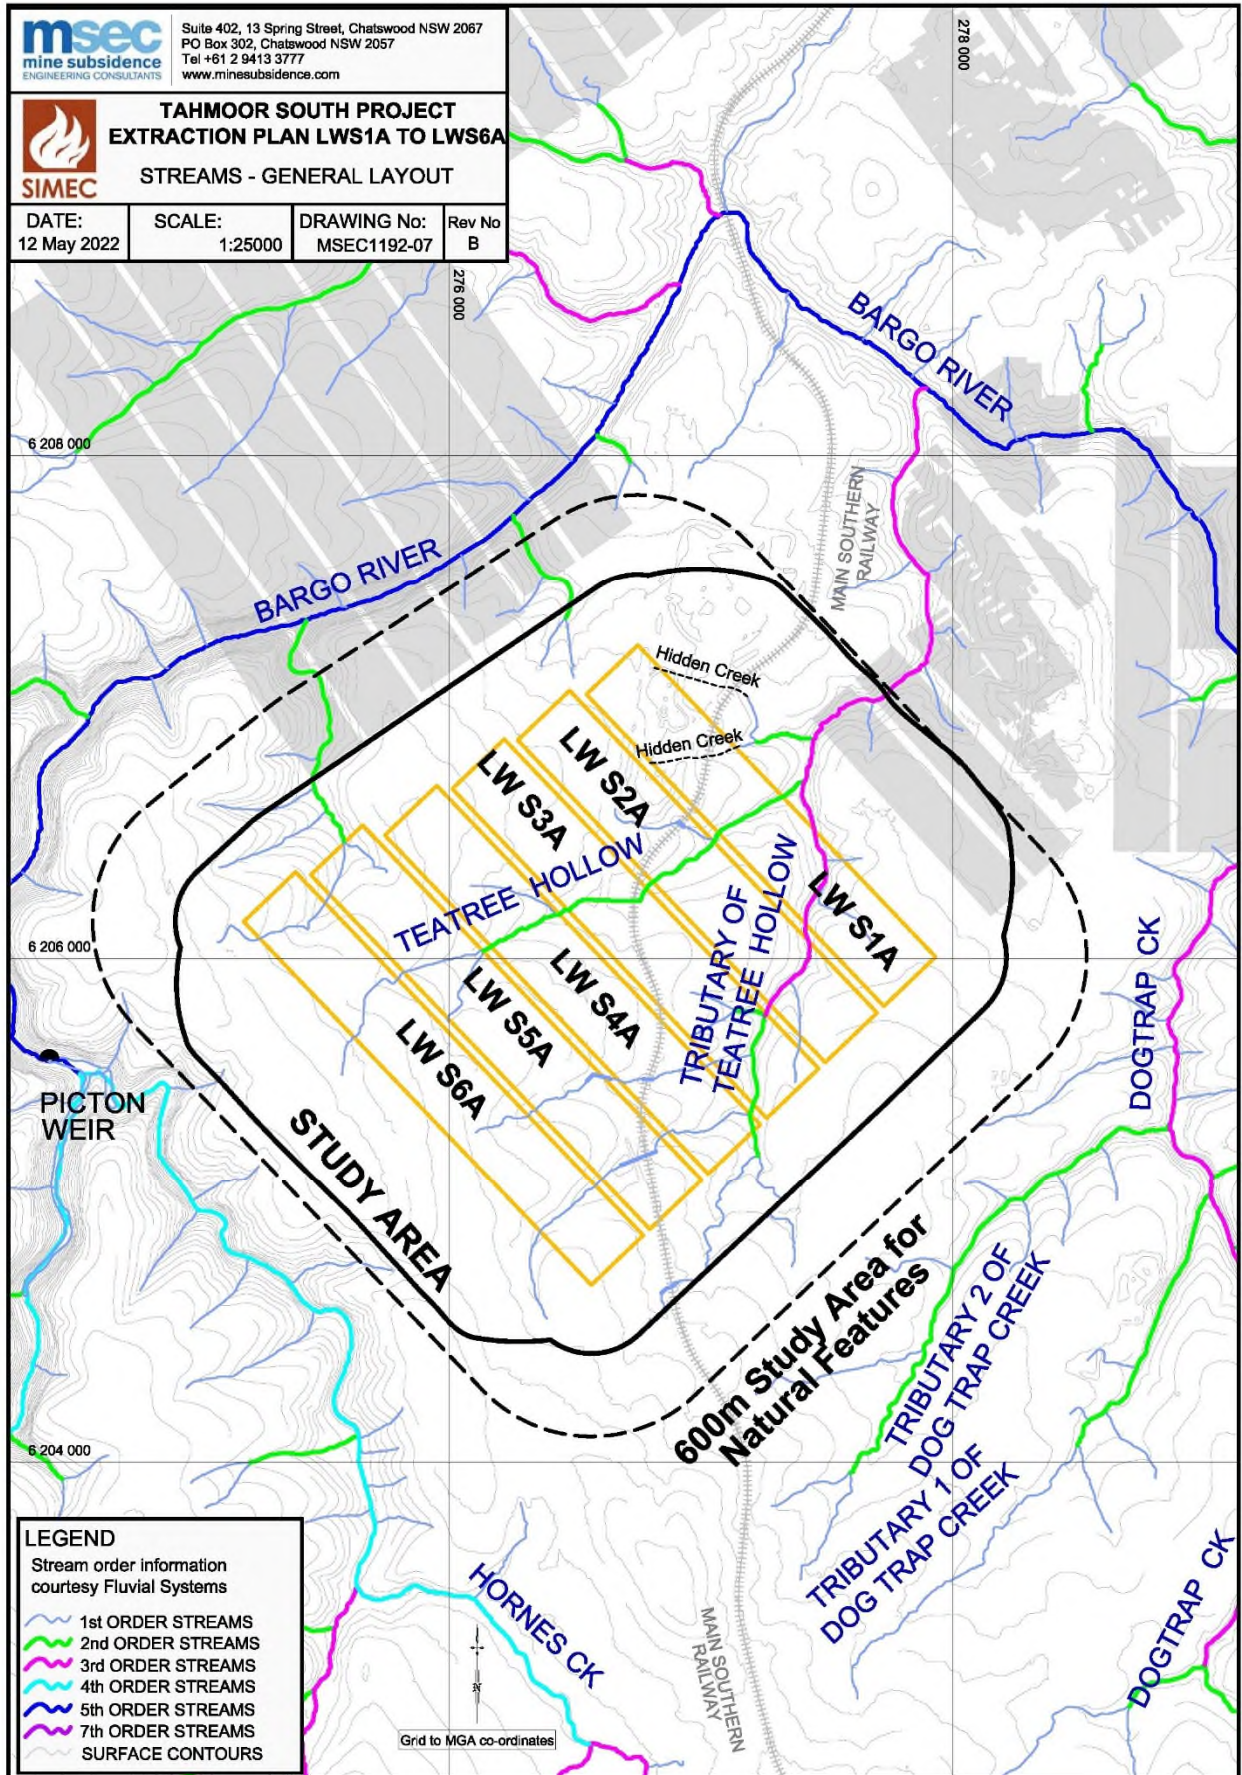 msec
mine subsidence
ENGINEERING CONSULTANTS
Suite 402, 13 Spring Street, Chatswood NSW 2067
PO Box 302, Chatswood NSW 2057
Tel +61 2 9413 3777
www.minesubsidence.com
SIMEC
TAHMOOR SOUTH PROJECT
EXTRACTION PLAN LWS1A TO LWS6A
STREAMS - GENERAL LAYOUT
DATE:
12 May 2022
SCALE:
1:25000
DRAWING No:
MSEC1192-07
Rev No
B
278 000
276 000
BARGO RIVER
6 208 000
MAIN SOUTHERN
RAILWAY
BARGO RIVER
Hidden Creek
Hidden Creek
LW S2A
LW S3A
TEATREE HOLLOW
LW S1A
TRIBUTARY OF
TEATREE HOLLOW
6 206 000
LW S4A
LW S5A
LW S6A
DOGTRAP CK
PICTON
WEIR
STUDY AREA
600m Study Area for
Natural Features
TRIBUTARY 2 OF
DOG TRAP CREEK
6 204 000
TRIBUTARY 1 OF
DOG TRAP CREEK
HORNES CK
MAIN SOUTHERN
RAILWAY
DOGTRAP CK
LEGEND
Stream order information
courtesy Fluvial Systems
1st ORDER STREAMS
2nd ORDER STREAMS
3rd ORDER STREAMS
4th ORDER STREAMS
5th ORDER STREAMS
7th ORDER STREAMS
SURFACE CONTOURS
N
Grid to MGA co-ordinates